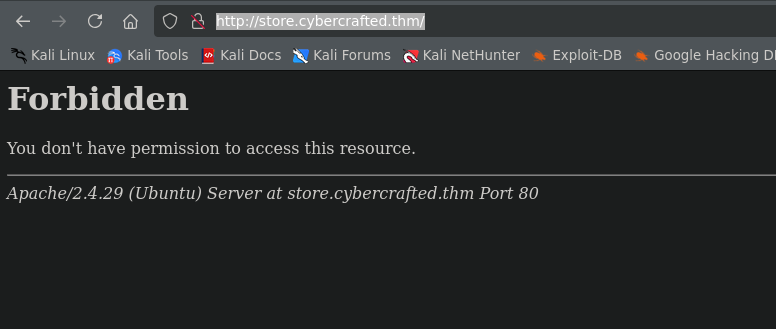 http://store.cybercrafted.thm/
Kali Linux Kali Tools Kali Docs Kali Forums Kali NetHunter Exploit-DB Google Hacking
Forbidden
You don't have permission to access this resource.
Apache/2.4.29 (Ubuntu) Server at store.cybercrafted.thm Port 80